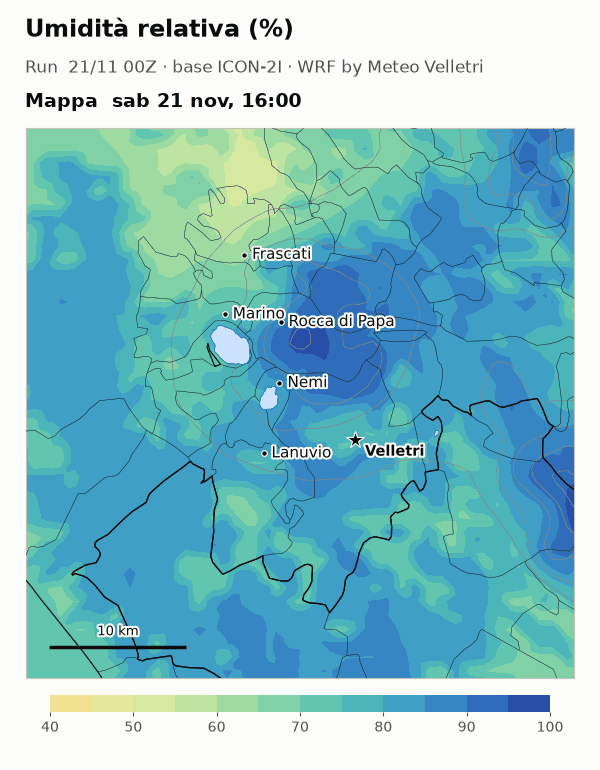 Umidità relativa (%)
Run 21/11 00Z · base ICON-2I · WRF by Meteo Velletri
Mappa sab 21 nov, 16:00
Frascati
Marino
Rocca di Papa
Nemi
Velletri
Lanuvio
10 km
40 50 60 70 80 90 100